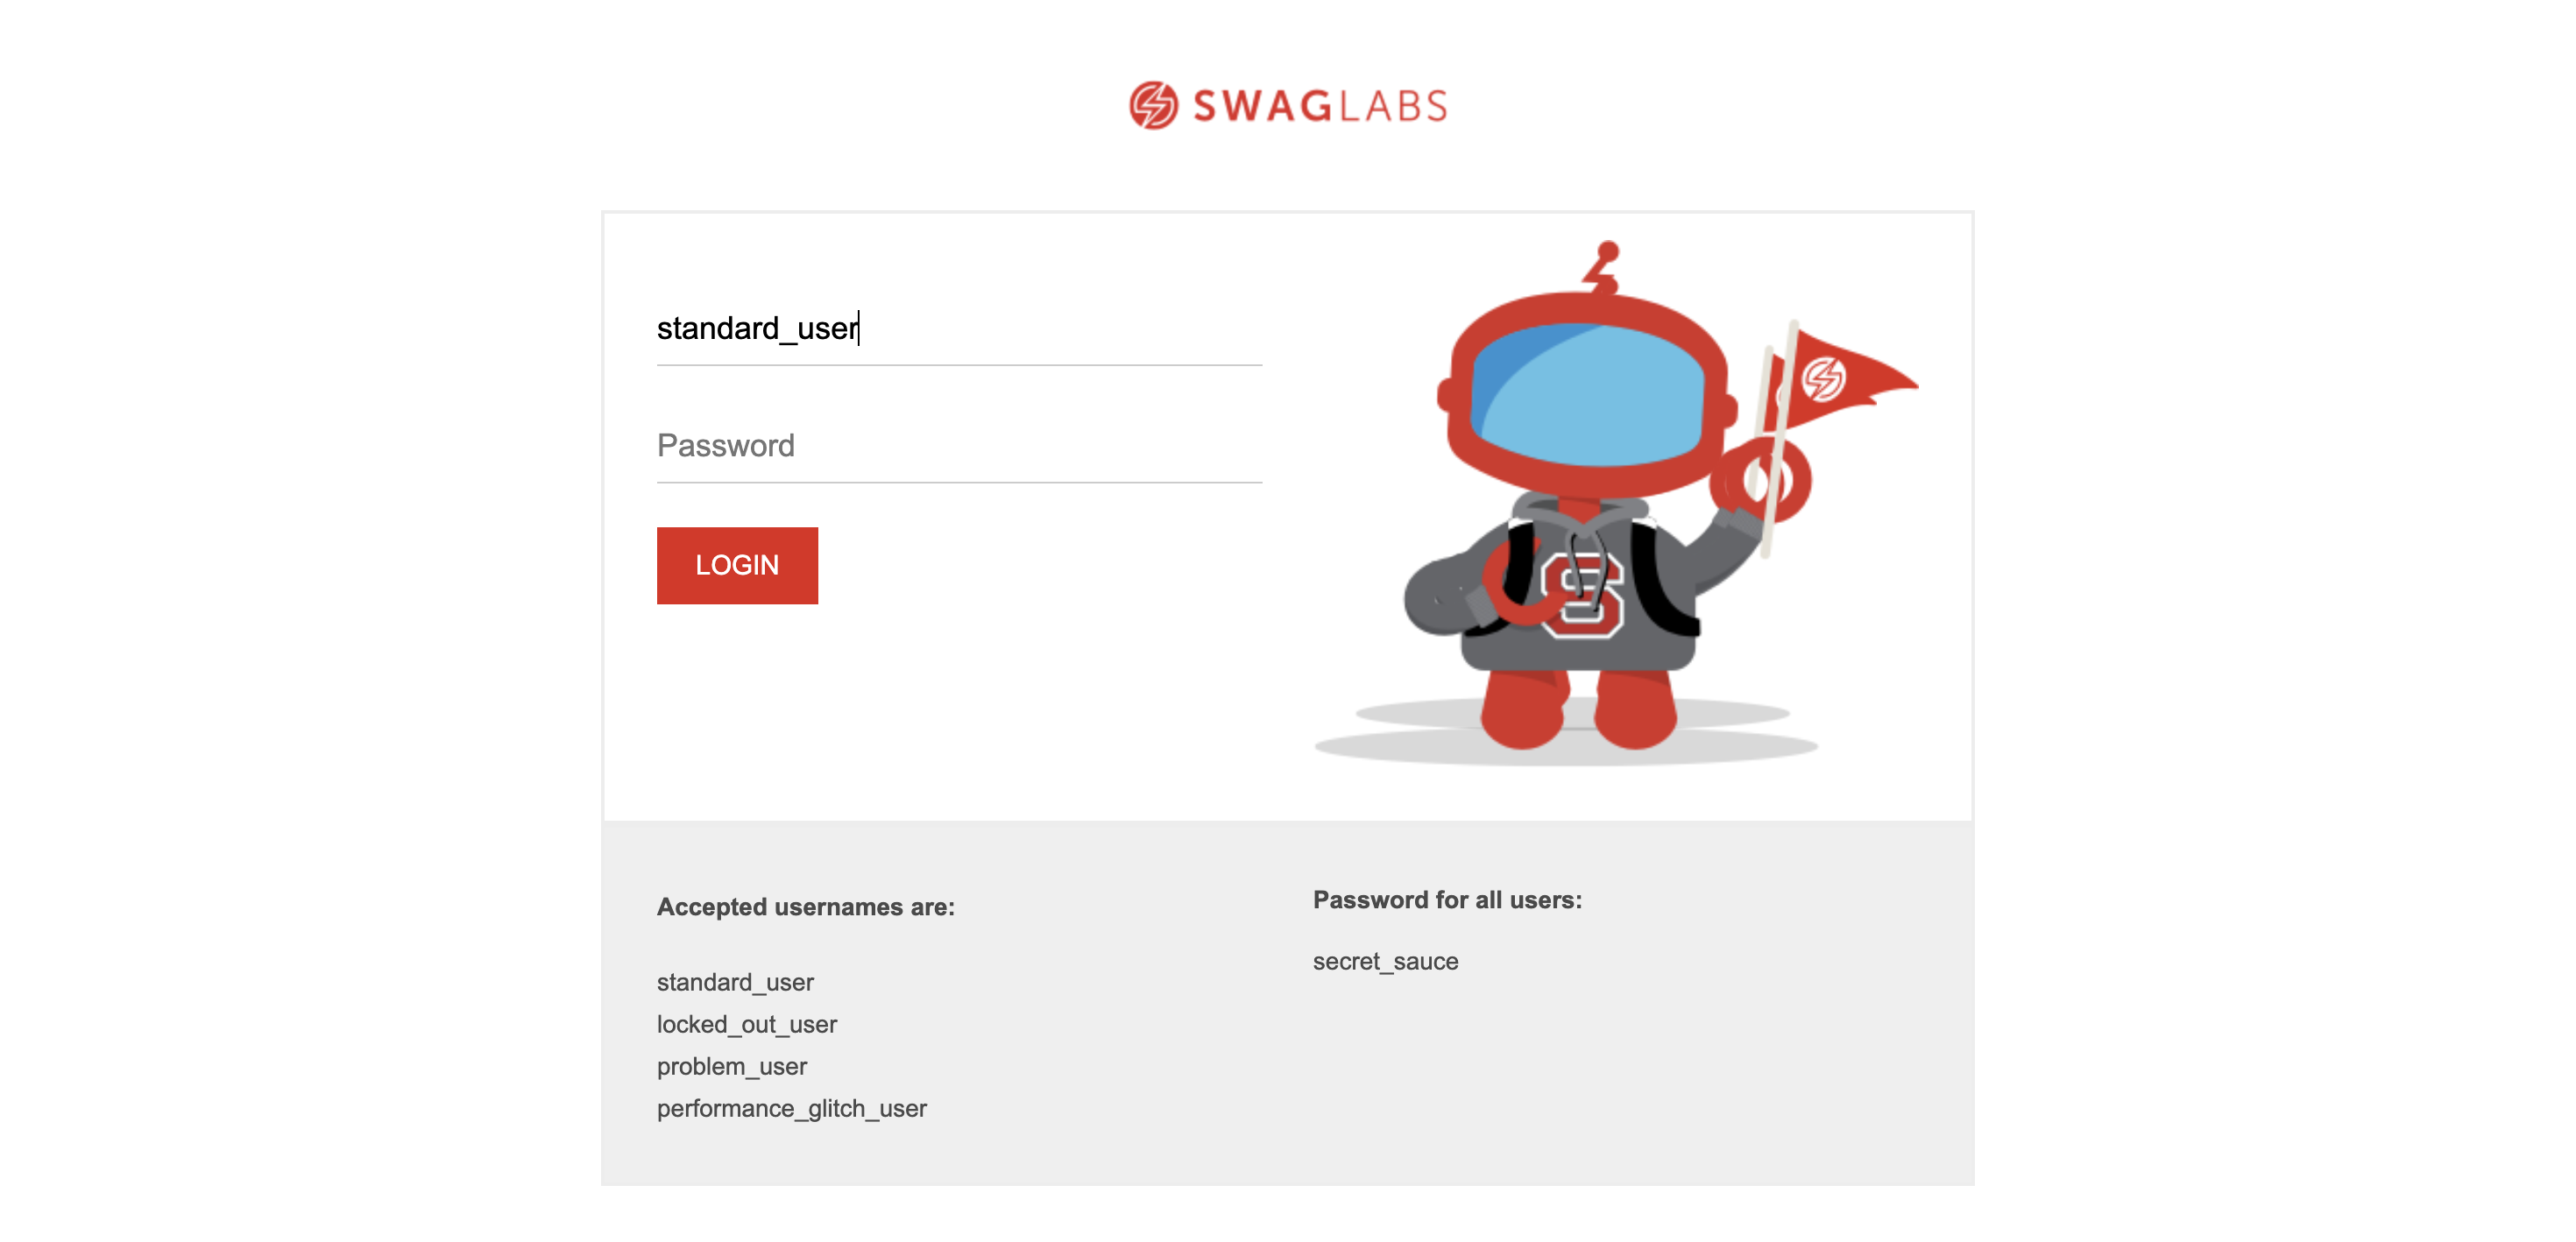 SWAGLABS
standard_user
Password
LOGIN
S
Accepted usernames are:
standard_user
locked_out_user
problem_user
performance_glitch_user
Password for all users:
secret_sauce